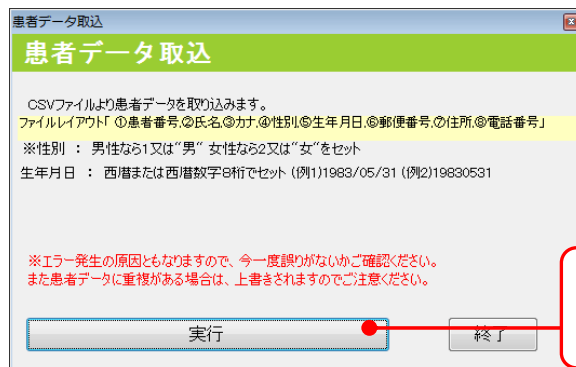 患者データ取込
患者データ取込
CSVファイルより患者データを取り込みます。
ファイルレイアウト「 ①患者番号,②氏名,③カナ,④性別,⑤生年月日,⑥郵便番号,⑦住所,⑧電話番号」
※性別 ： 男性なら1又は“男” 女性なら2又は“女”をセット
生年月日 ： 西暦または西暦数字8桁でセット (例1)1983/05/31 (例2)19830531
※エラー発生の原因ともなりますので、今一度誤りがないかご確認ください。
また患者データに重複がある場合は、上書きされますのでご注意ください。
実行
終了